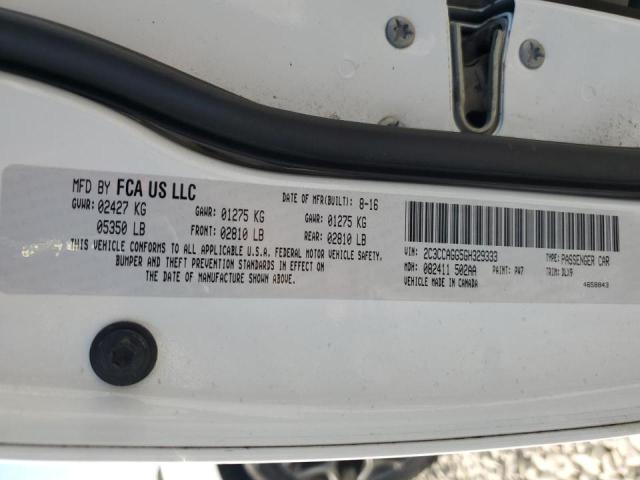 MFD BY FCA US LLC
DATE OF MFR(BUILT): 8-16
GVWR: 02427 KG
GAWR: 01275 KG
GAWR: 01275 KG
05350 LB
FRONT: 02810 LB
REAR: 02810 LB
THIS VEHICLE CONFORMS TO ALL APPLICABLE U.S.A. FEDERAL MOTOR VEHICLE SAFETY,
BUMPER AND THEFT PREVENTION STANDARDS IN EFFECT ON THE
DATE OF MANUFACTURE SHOWN ABOVE.
VIN: 2C3CCAGG5GH329333
TYPE: PASSENGER CAR
MDH: 082411 502AA
PAINT: PW7
TRIM: DLX9
VEHICLE MADE IN CANADA
4658843